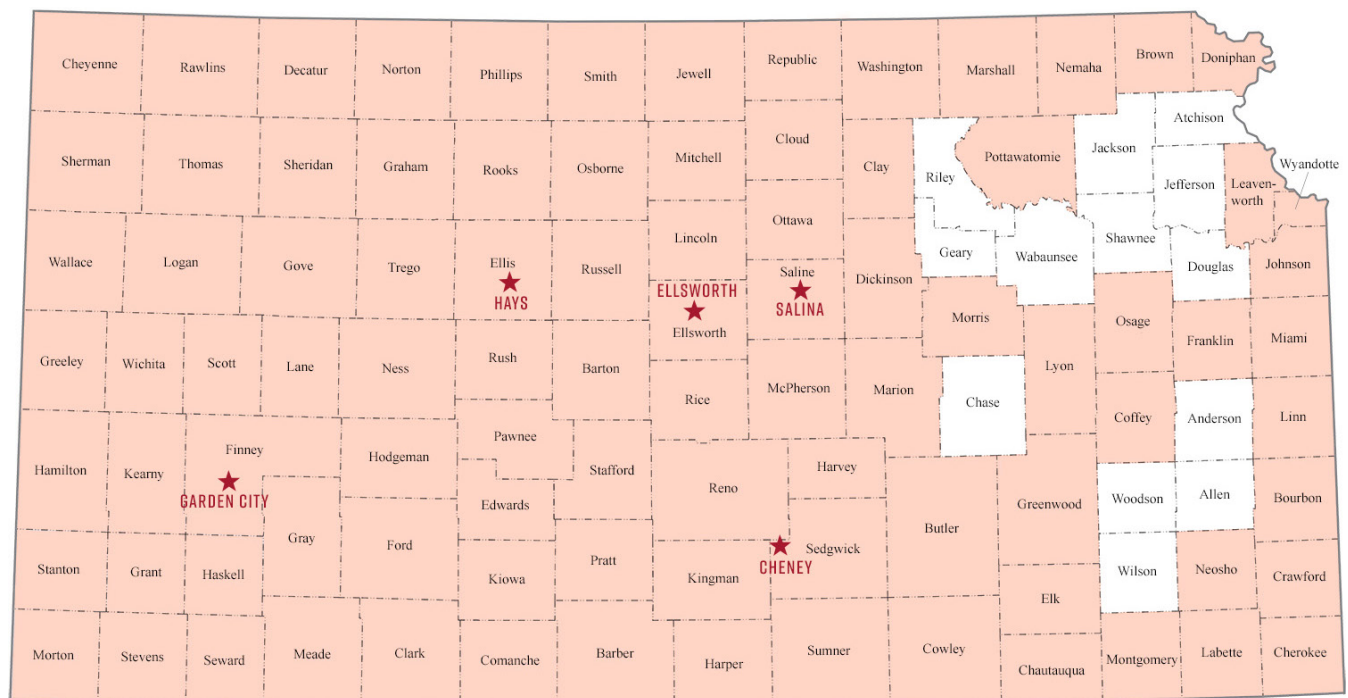 Cheyenne
Rawlins
Decatur
Norton
Phillips
Smith
Jewell
Republic
Washington
Marshall
Nemaha
Brown
Doniphan
Sherman
Thomas
Sheridan
Graham
Rooks
Osborne
Mitchell
Cloud
Clay
Riley
Pottawatomie
Jackson
Atchison
Jefferson
Leaven-
worth
Wyandotte
Wallace
Logan
Gove
Trego
Ellis
HAYS
Russell
Lincoln
ELLSWORTH
Ellsworth
Ottawa
Saline
SALINA
Dickinson
Geary
Wabaunsee
Shawnee
Douglas
Johnson
Greeley
Wichita
Scott
Lane
Ness
Rush
Barton
Rice
McPherson
Marion
Morris
Chase
Lyon
Osage
Franklin
Miami
Hamilton
Kearny
Finney
GARDEN CITY
Hodgeman
Pawnee
Edwards
Stafford
Reno
Harvey
Sedgwick
CHENEY
Butler
Greenwood
Coffey
Anderson
Linn
Woodson
Allen
Bourbon
Stanton
Grant
Haskell
Gray
Ford
Kiowa
Pratt
Kingman
Elk
Wilson
Neosho
Crawford
Morton
Stevens
Seward
Meade
Clark
Comanche
Barber
Harper
Sumner
Cowley
Chautauqua
Montgomery
Labette
Cherokee